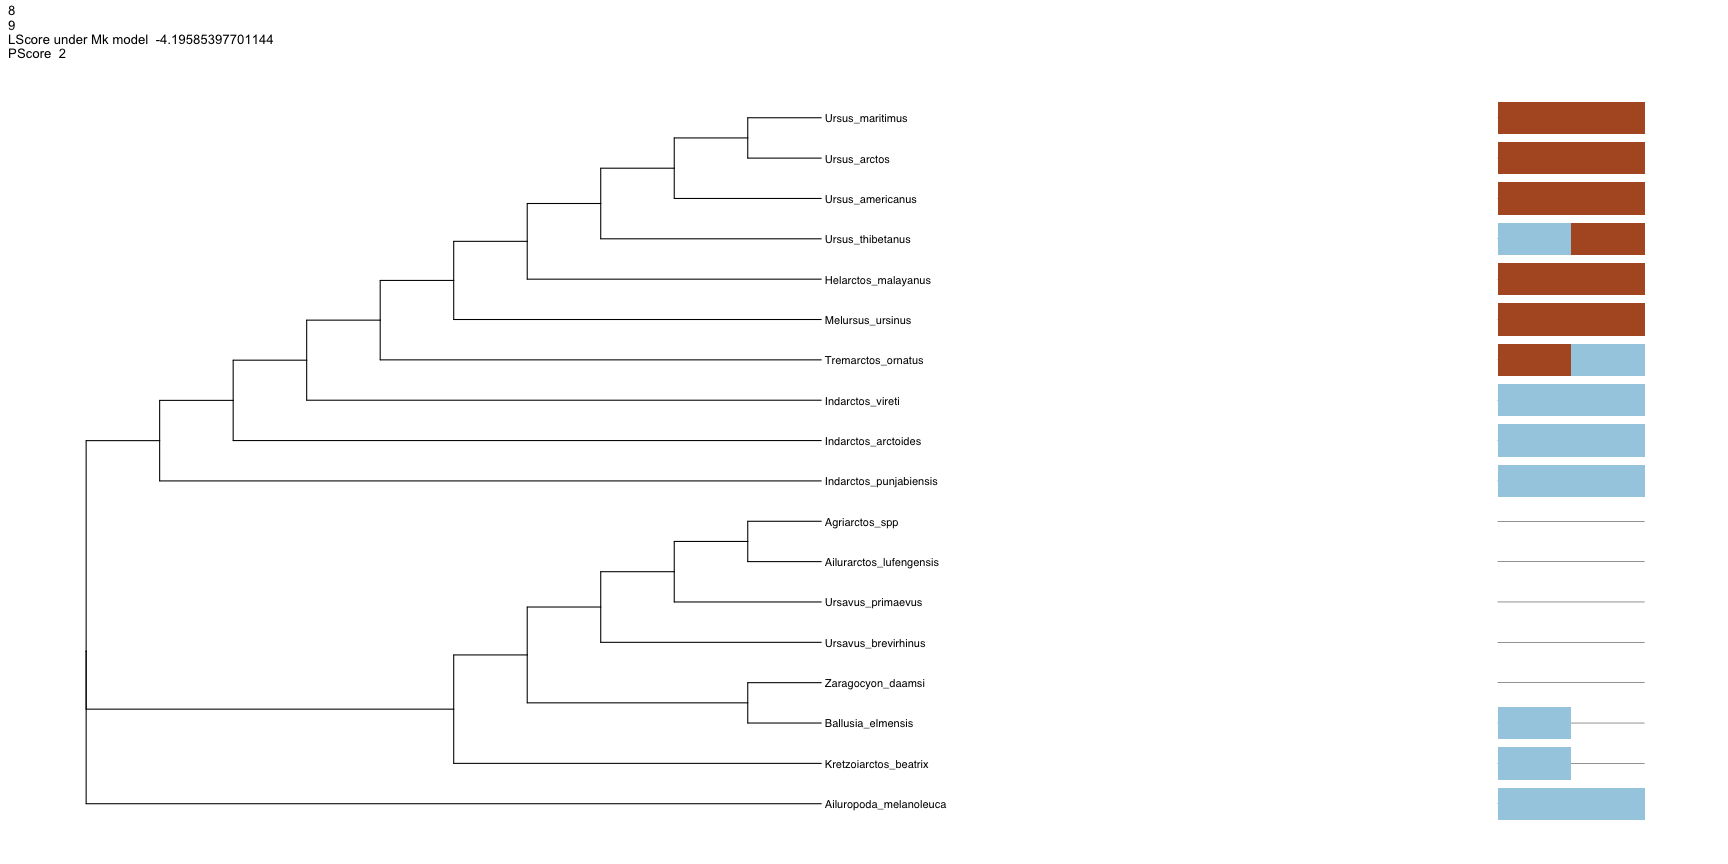 8
9
LScore under Mk model -4.19585397701144
PScore 2
Ursus_maritimus
Ursus_arctos
Ursus_americanus
Ursus_thibetanus
Helarctos_malayanus
Melursus_ursinus
Tremarctos_ornatus
Indarctos_vireti
Indarctos_arctoides
Indarctos_punjabiensis
Agriarctos_spp
Ailurarctos_lufengensis
Ursavus_primaevus
Ursavus_brevirhinus
Zaragocyon_daamsi
Ballusia_elmensis
Kretzoiarctos_beatrix
Ailuropoda_melanoleuca